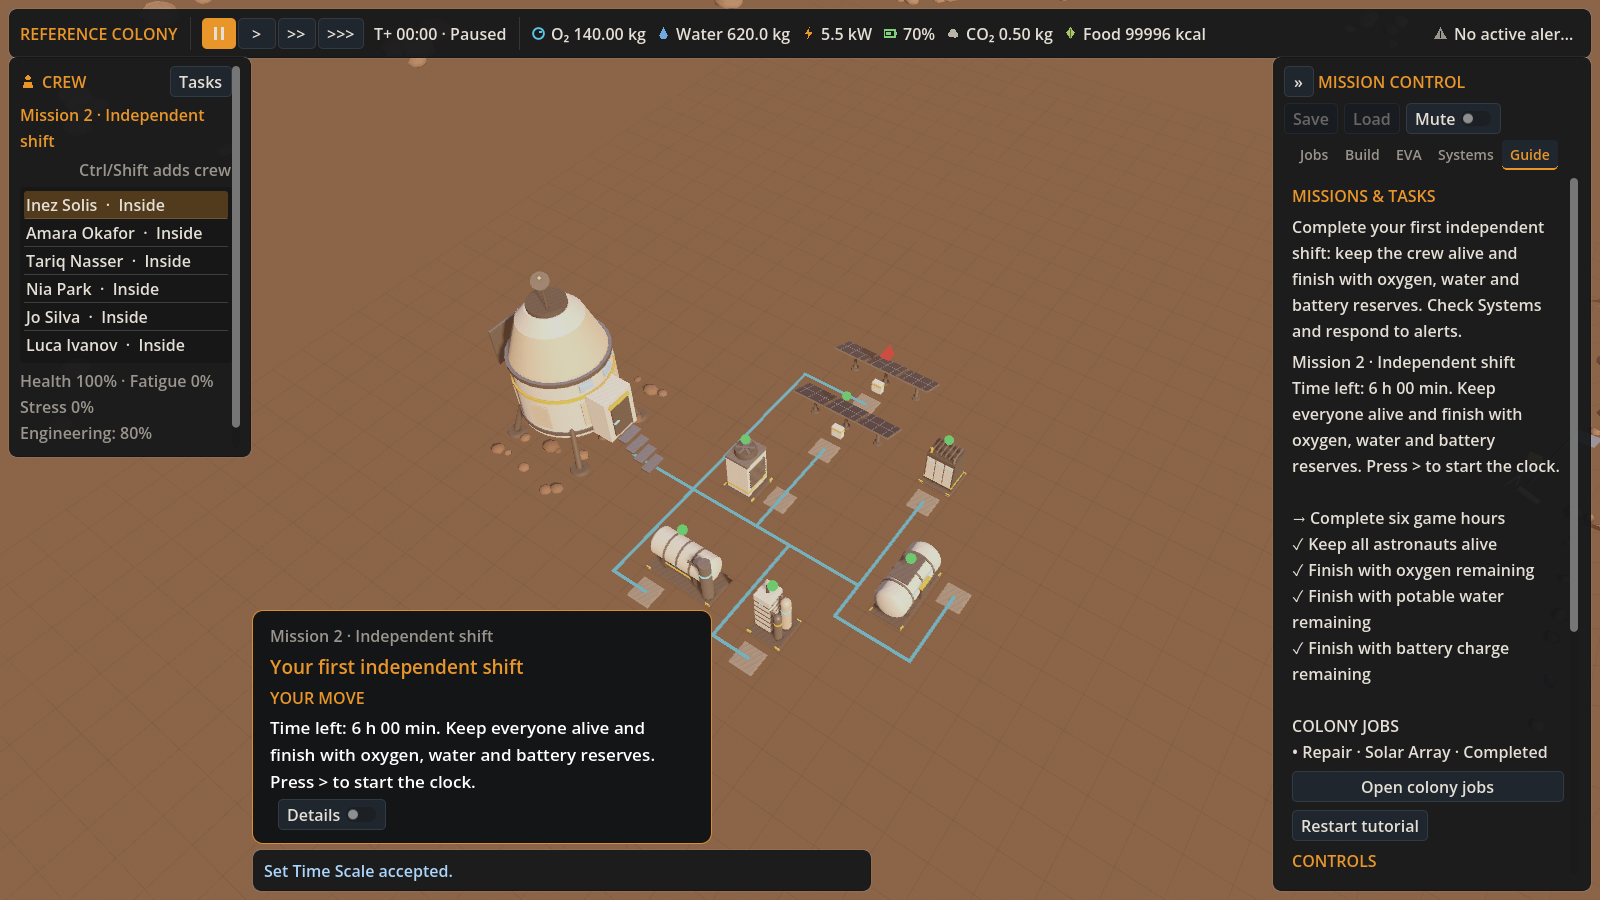 REFERENCE COLONY
> >> >>> T+ 00:00 · Paused
O₂ 140.00 kg Water 620.0 kg 5.5 kW 70% CO₂ 0.50 kg Food 99996 kcal
No active aler...
CREW
Tasks
Mission 2 · Independent
shift
Ctrl/Shift adds crew
Inez Solis · Inside
Amara Okafor · Inside
Tariq Nasser · Inside
Nia Park · Inside
Jo Silva · Inside
Luca Ivanov · Inside
Health 100% · Fatigue 0%
Stress 0%
Engineering: 80%
Mission 2 · Independent shift
Your first independent shift
YOUR MOVE
Time left: 6 h 00 min. Keep everyone alive and
finish with oxygen, water and battery reserves.
Press > to start the clock.
Details
Set Time Scale accepted.
» MISSION CONTROL
Save Load Mute
Jobs Build EVA Systems Guide
MISSIONS & TASKS
Complete your first independent
shift: keep the crew alive and
finish with oxygen, water and
battery reserves. Check Systems
and respond to alerts.
Mission 2 · Independent shift
Time left: 6 h 00 min. Keep
everyone alive and finish with
oxygen, water and battery
reserves. Press > to start the clock.
→ Complete six game hours
✓ Keep all astronauts alive
✓ Finish with oxygen remaining
✓ Finish with potable water
remaining
✓ Finish with battery charge
remaining
COLONY JOBS
• Repair · Solar Array · Completed
Open colony jobs
Restart tutorial
CONTROLS